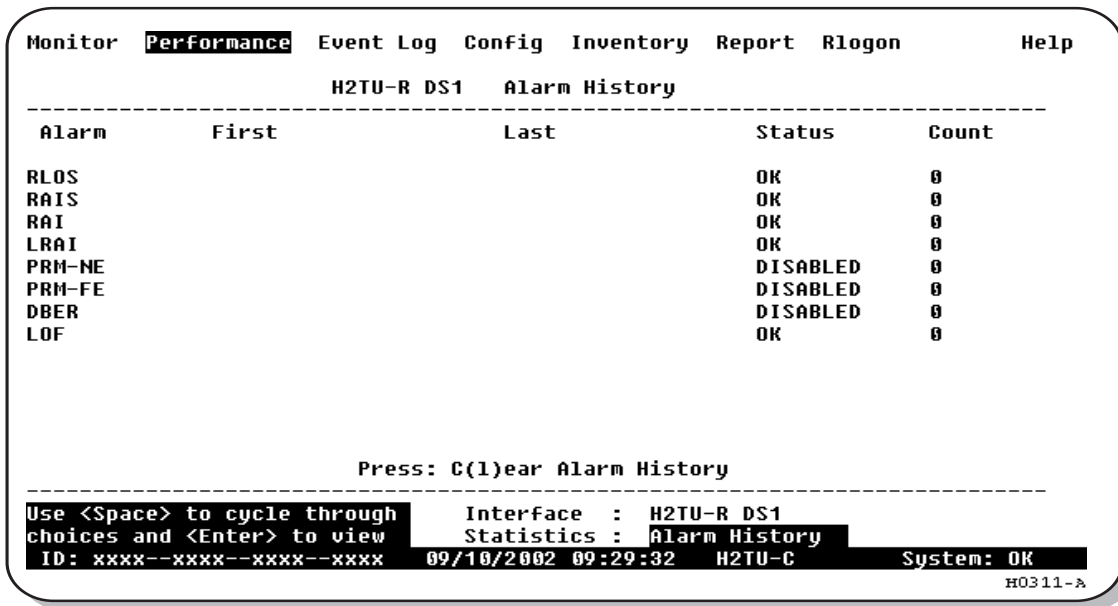 Monitor Performance Event Log Config Inventory Report Rlogon Help
H2TU-R DS1 Alarm History
Alarm First Last Status Count
RLOS OK 0
RAIS OK 0
RAI OK 0
LRAI OK 0
PRM-NE DISABLED 0
PRM-FE DISABLED 0
DBER DISABLED 0
LOF OK 0
Press: C(l)ear Alarm History
Use <Space> to cycle through Interface : H2TU-R DS1
choices and <Enter> to view Statistics : Alarm History
ID: xxxx--xxxx--xxxx--xxxx 09/10/2002 09:29:32 H2TU-C System: OK
H0311-A